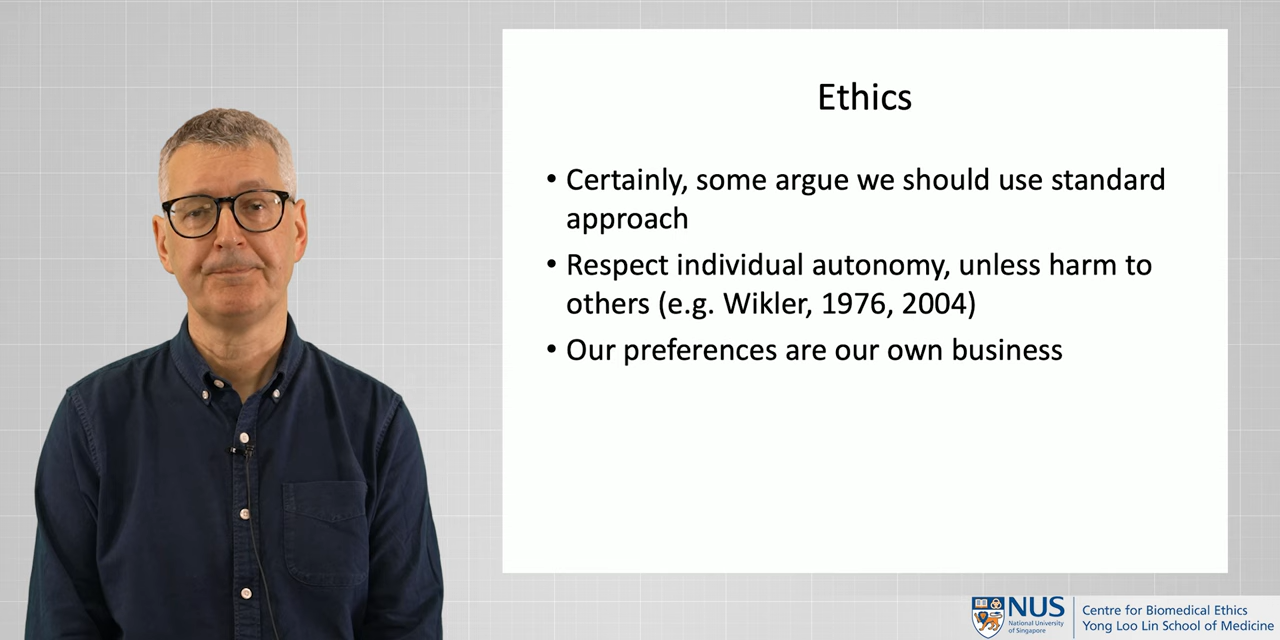 Ethics
• Certainly, some argue we should use standard
approach
• Respect individual autonomy, unless harm to
others (e.g. Wikler, 1976, 2004)
• Our preferences are our own business
NUS
National University
of Singapore
Centre for Biomedical Ethics
Yong Loo Lin School of Medicine